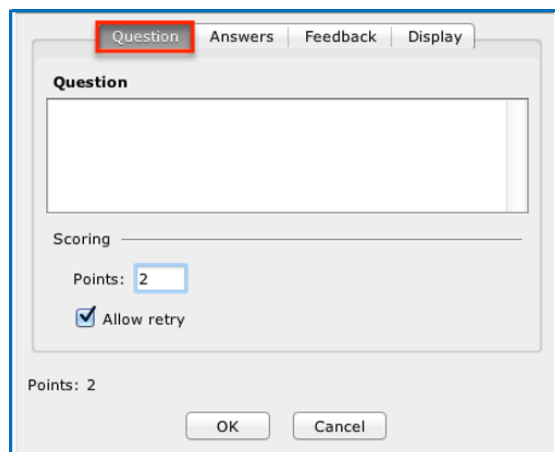 Question Answers Feedback Display
Question
Scoring
Points: 2
Allow retry
Points: 2
OK Cancel